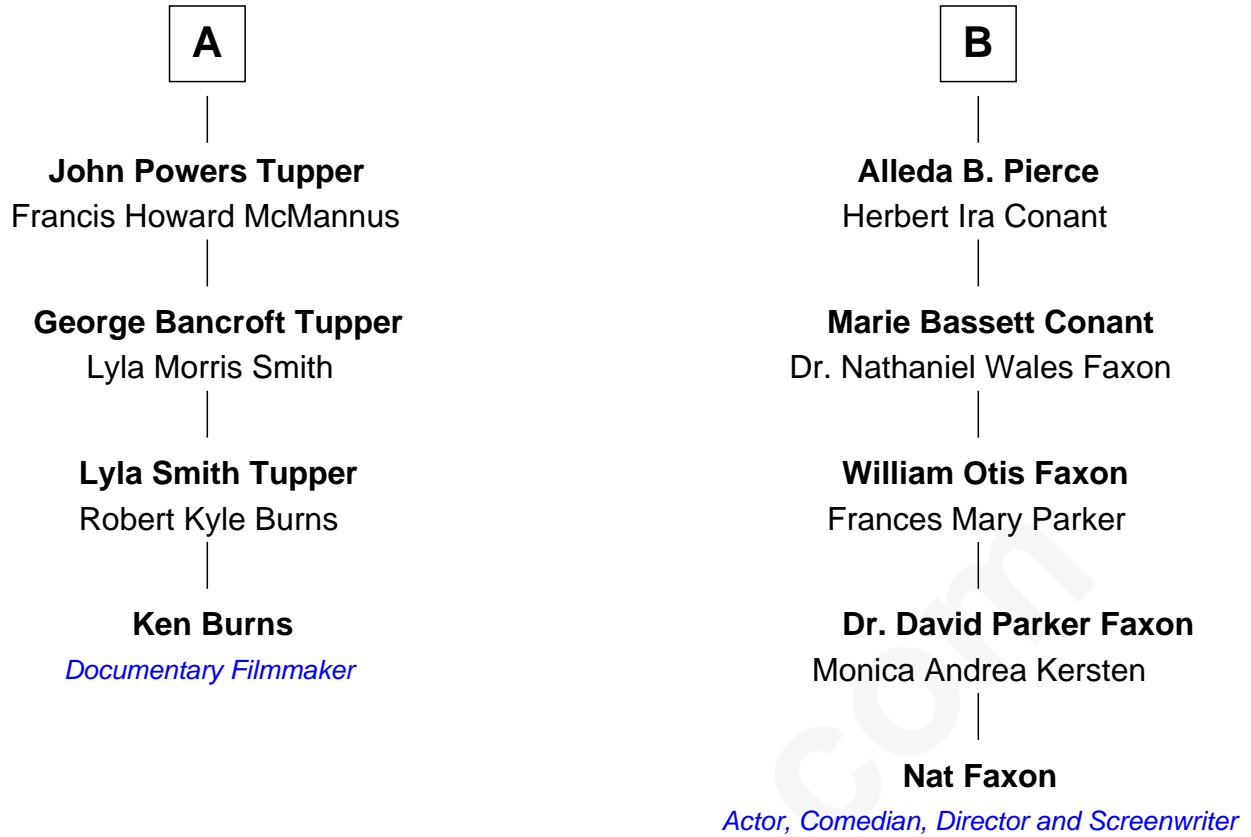 A
John Powers Tupper
Francis Howard McMannus
George Bancroft Tupper
Lyla Morris Smith
Lyla Smith Tupper
Robert Kyle Burns
Ken Burns
Documentary Filmmaker
B
Alleda B. Pierce
Herbert Ira Conant
Marie Bassett Conant
Dr. Nathaniel Wales Faxon
William Otis Faxon
Frances Mary Parker
Dr. David Parker Faxon
Monica Andrea Kersten
Nat Faxon
Actor, Comedian, Director and Screenwriter
com